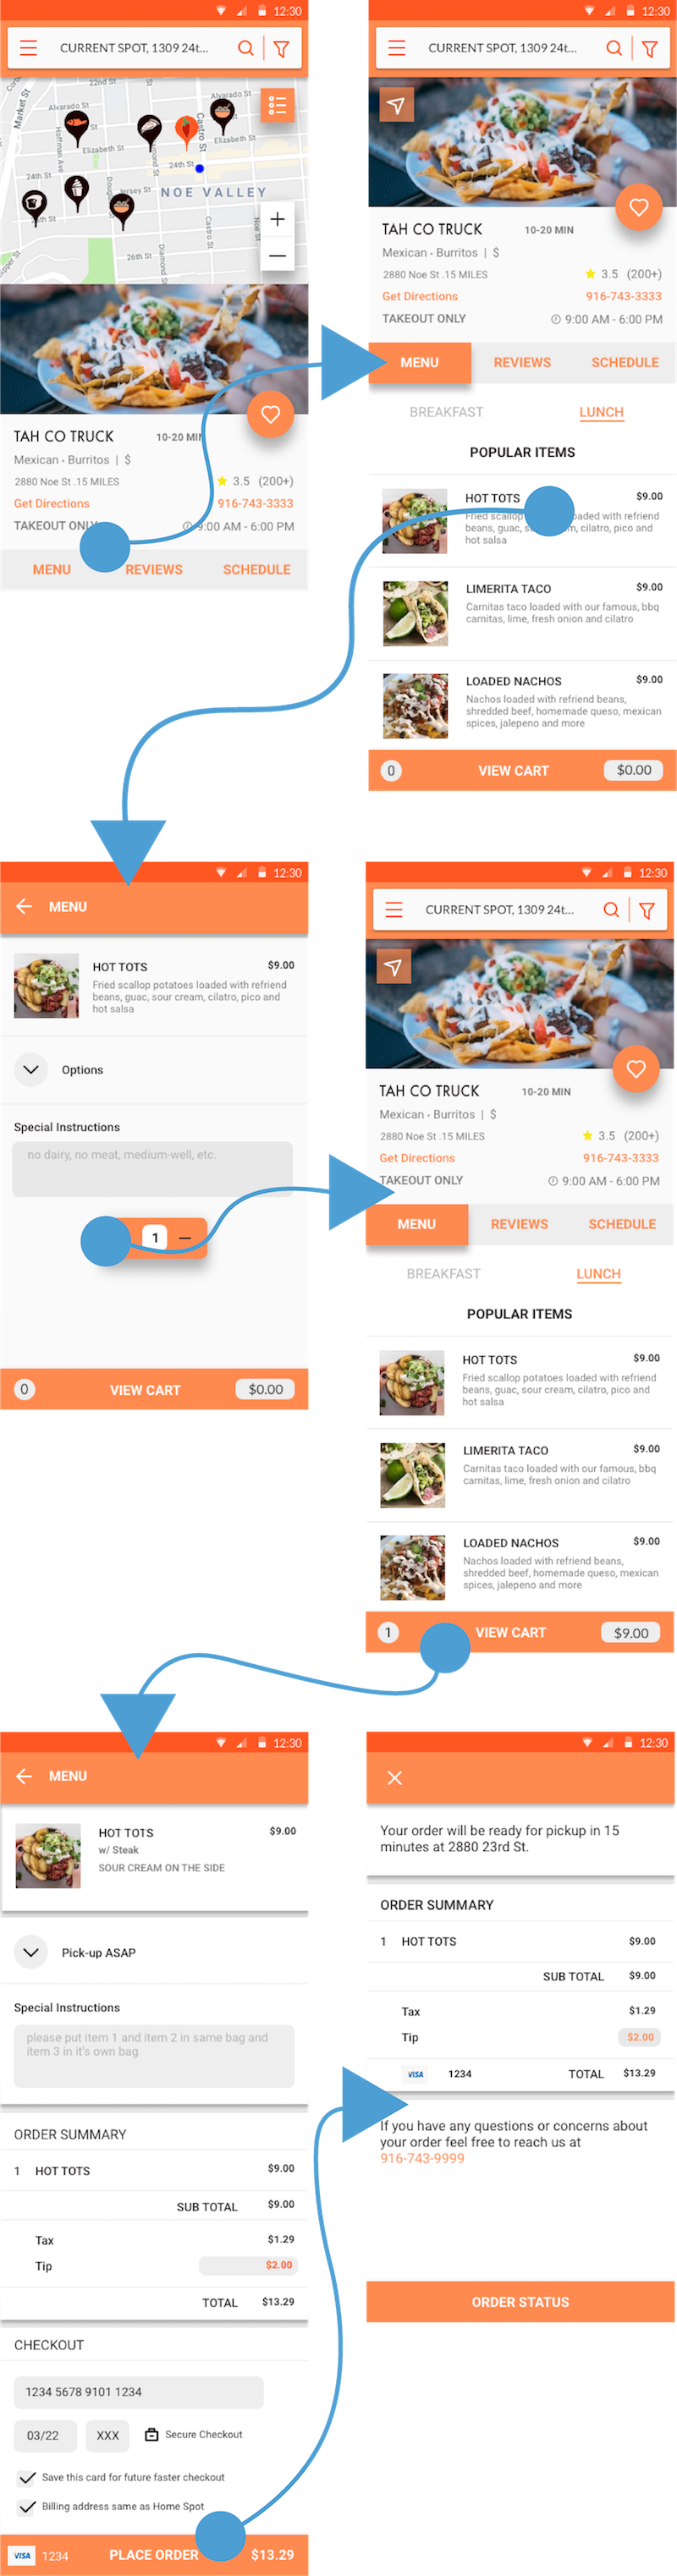 12:30
CURRENT SPOT, 1309 24t...
22nd St
Market St
Alvarado St
Alvarado St
Hoffman Ave
Castro St
Elizabeth St
Elizabeth St
24th St
24th St
Jersey St
NOE VALLEY
Castro St
26th St
Diamond St
TAH CO TRUCK
10-20 MIN
Mexican • Burritos | $
2880 Noe St .15 MILES
3.5 (200+)
Get Directions
916-743-3333
TAKEOUT ONLY
9:00 AM - 6:00 PM
MENU
REVIEWS
SCHEDULE
12:30
CURRENT SPOT, 1309 24t...
TAH CO TRUCK
10-20 MIN
Mexican • Burritos | $
2880 Noe St .15 MILES
3.5 (200+)
Get Directions
916-743-3333
TAKEOUT ONLY
9:00 AM - 6:00 PM
MENU
REVIEWS
SCHEDULE
BREAKFAST
LUNCH
POPULAR ITEMS
HOT TOTS
$9.00
Fried scallop loaded with refriend
beans, guac, cilatro, pico and
hot salsa
LIMERITA TACO
$9.00
Carnitas taco loaded with our famous, bbq
carnitas, lime, fresh onion and cilatro
LOADED NACHOS
$9.00
Nachos loaded with refriend beans,
shredded beef, homemade queso, mexican
spices, jalepeno and more
0
VIEW CART
$0.00
12:30
MENU
HOT TOTS
$9.00
Fried scallop potatoes loaded with refriend
beans, guac, sour cream, cilatro, pico and
hot salsa
Options
Special Instructions
no dairy, no meat, medium-well, etc.
1 —
0
VIEW CART
$0.00
12:30
CURRENT SPOT, 1309 24t...
TAH CO TRUCK
10-20 MIN
Mexican • Burritos | $
2880 Noe St .15 MILES
3.5 (200+)
Get Directions
916-743-3333
TAKEOUT ONLY
9:00 AM - 6:00 PM
MENU
REVIEWS
SCHEDULE
BREAKFAST
LUNCH
POPULAR ITEMS
HOT TOTS
$9.00
Fried scallop potatoes loaded with refriend
beans, guac, sour cream, cilatro, pico and
hot salsa
LIMERITA TACO
$9.00
Carnitas taco loaded with our famous, bbq
carnitas, lime, fresh onion and cilatro
LOADED NACHOS
$9.00
Nachos loaded with refriend beans,
shredded beef, homemade queso, mexican
spices, jalepeno and more
1
VIEW CART
$9.00
12:30
MENU
HOT TOTS
$9.00
w/ Steak
SOUR CREAM ON THE SIDE
Pick-up ASAP
Special Instructions
please put item 1 and item 2 in same bag and
item 3 in it's own bag
ORDER SUMMARY
1 HOT TOTS $9.00
SUB TOTAL $9.00
Tax $1.29
Tip $2.00
TOTAL $13.29
CHECKOUT
1234 5678 9101 1234
03/22
XXX
Secure Checkout
Save this card for future faster checkout
Billing address same as Home Spot
VISA 1234
PLACE ORDER
$13.29
12:30
Your order will be ready for pickup in 15
minutes at 2880 23rd St.
ORDER SUMMARY
1 HOT TOTS $9.00
SUB TOTAL $9.00
Tax $1.29
Tip $2.00
VISA 1234 TOTAL $13.29
If you have any questions or concerns about
your order feel free to reach us at
916-743-9999
ORDER STATUS